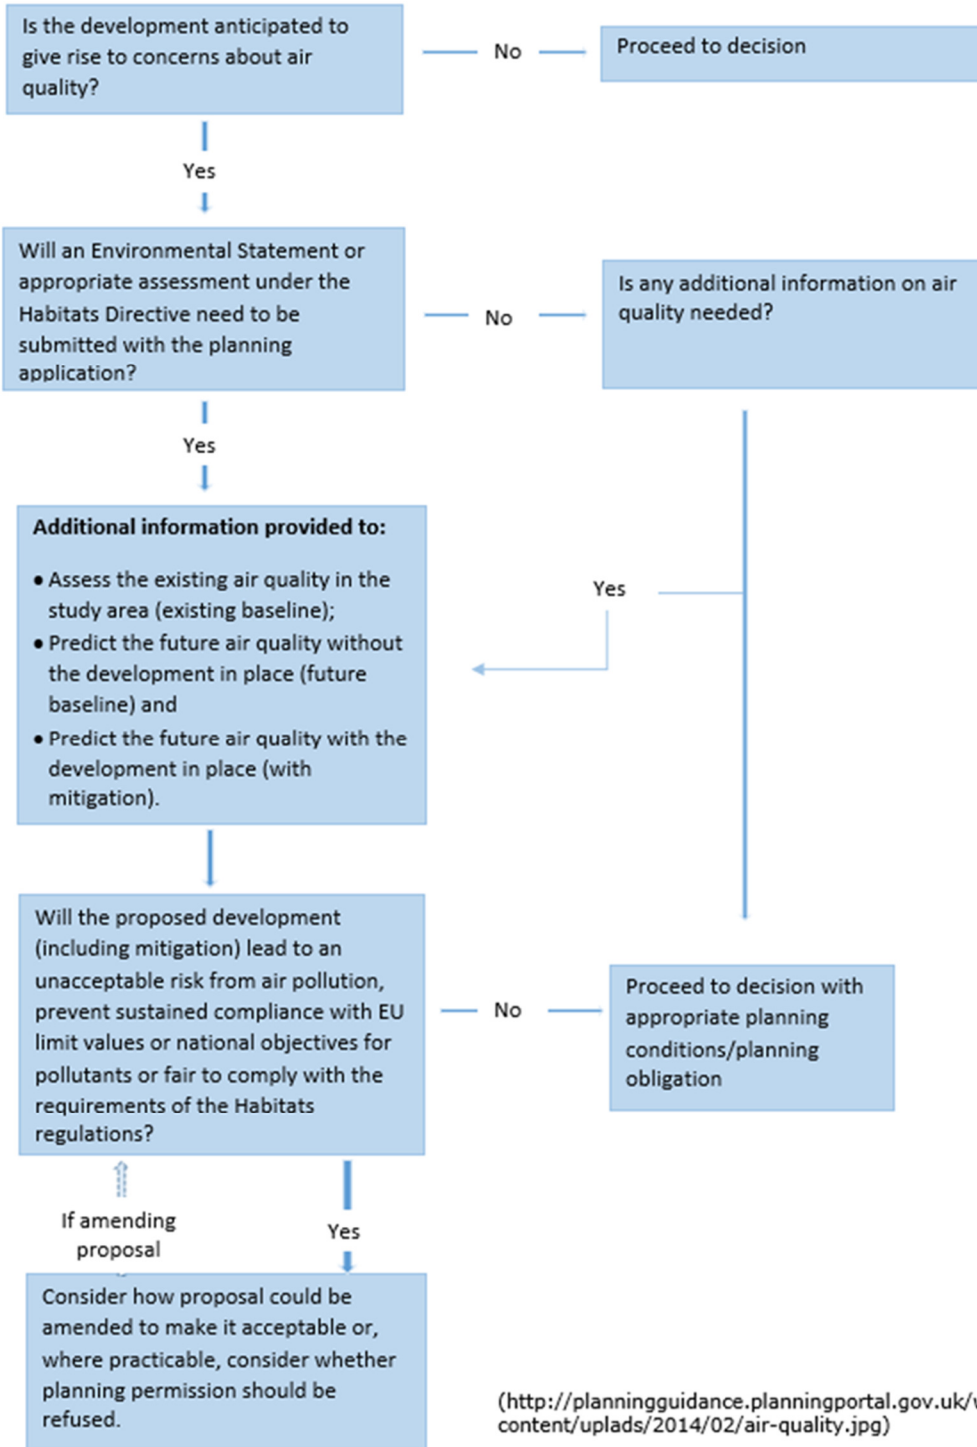 Is the development anticipated to
give rise to concerns about air
quality?
No
Proceed to decision
Yes
Will an Environmental Statement or
appropriate assessment under the
Habitats Directive need to be
submitted with the planning
application?
No
Is any additional information on air
quality needed?
Yes
Additional information provided to:
• Assess the existing air quality in the
study area (existing baseline);
• Predict the future air quality without
the development in place (future
baseline) and
• Predict the future air quality with the
development in place (with
mitigation).
Yes
Will the proposed development
(including mitigation) lead to an
unacceptable risk from air pollution,
prevent sustained compliance with EU
limit values or national objectives for
pollutants or fair to comply with the
requirements of the Habitats
regulations?
No
Proceed to decision with
appropriate planning
conditions/planning
obligation
If amending
proposal
Yes
Consider how proposal could be
amended to make it acceptable or,
where practicable, consider whether
planning permission should be
refused.
(http://planningguidance.planningportal.gov.uk/
content/uploads/2014/02/air-quality.jpg)